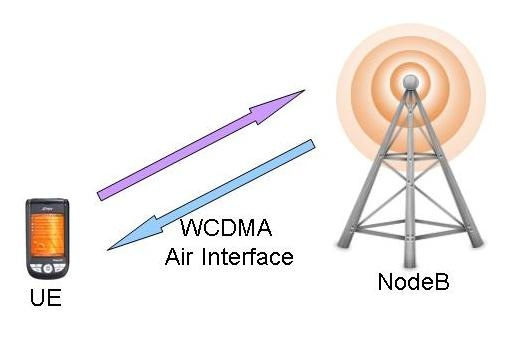 WCDMA
Air Interface
NodeB
UE